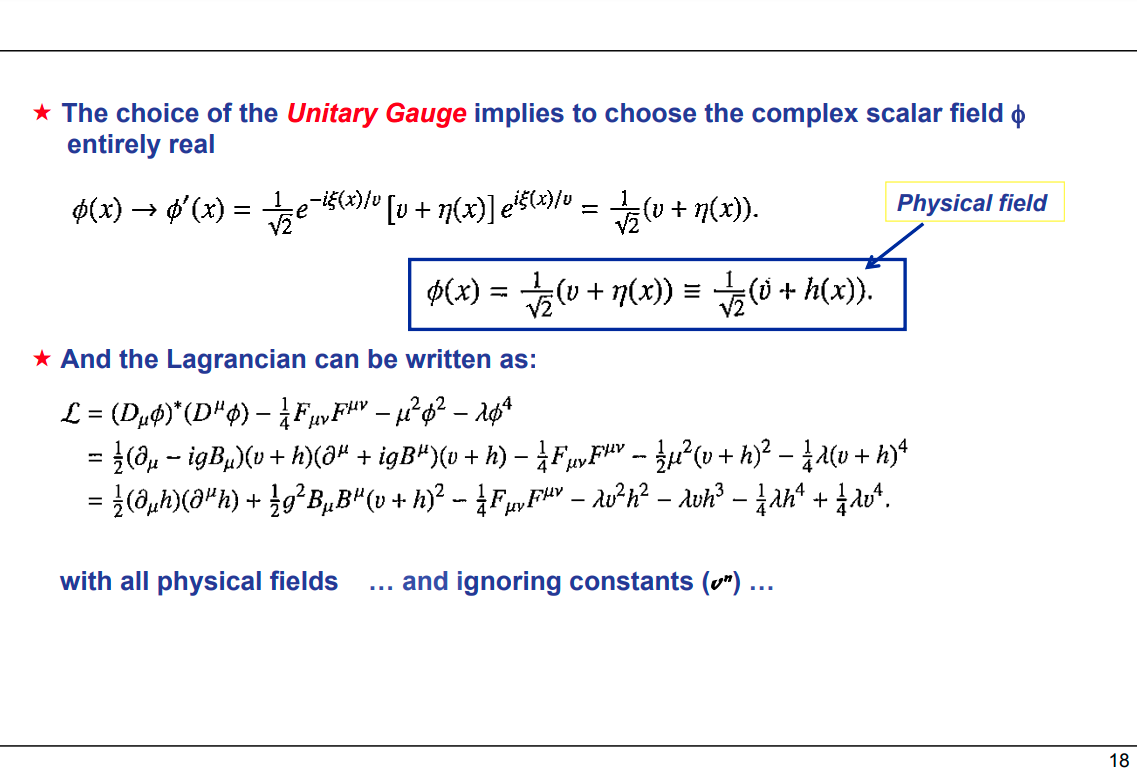 ★ The choice of the Unitary Gauge implies to choose the complex scalar field ϕ
entirely real
ϕ(x) → ϕ′(x) = 1/√2 e^{−iξ(x)/υ} [υ + η(x)] e^{iξ(x)/υ} = 1/√2 (υ + η(x)).
Physical field
ϕ(x) = 1/√2 (υ + η(x)) ≡ 1/√2 (υ + h(x)).
★ And the Lagrancian can be written as:
ℒ = (D_μϕ)*(D^μϕ) − 1/4 F_{μν}F^{μν} − μ²ϕ² − λϕ⁴
= 1/2 (∂_μ − igB_μ)(υ + h)(∂^μ + igB^μ)(υ + h) − 1/4 F_{μν}F^{μν} − 1/2 μ²(υ + h)² − 1/4 λ(υ + h)⁴
= 1/2 (∂_μh)(∂^μh) + 1/2 g²B_μB^μ(υ + h)² − 1/4 F_{μν}F^{μν} − λυ²h² − λυh³ − 1/4 λh⁴ + 1/4 λυ⁴.
with all physical fields … and ignoring constants (υⁿ) …
18